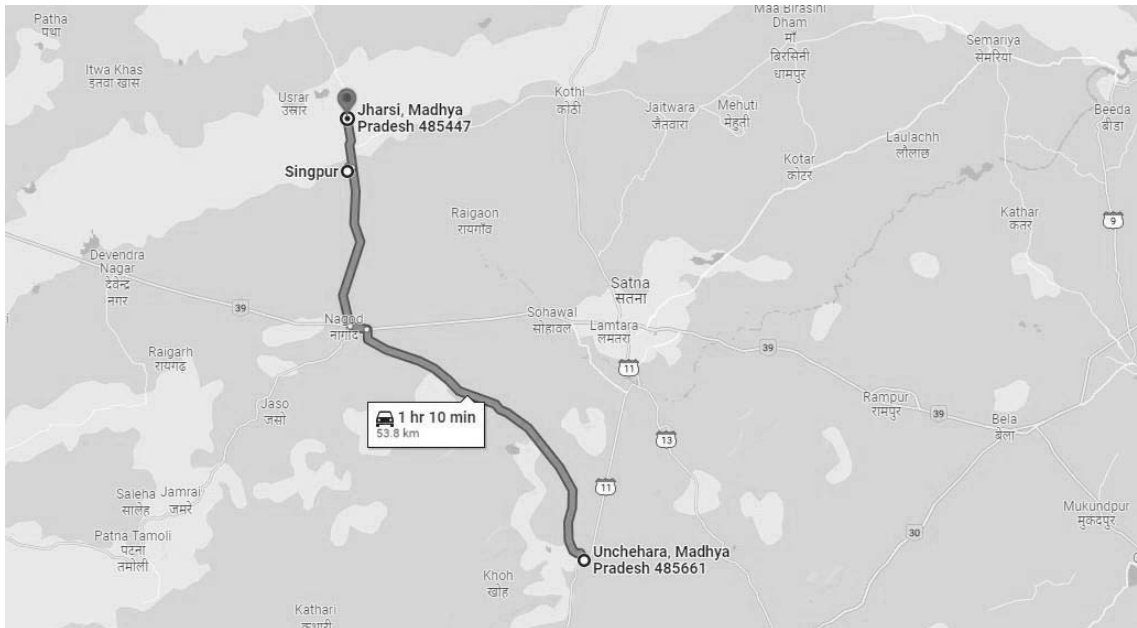 Patha
पथा
Maa Birasini
Dham
माँ
बिरसिनी
धामपुर
Semariya
सेमरिया
Itwa Khas
इतवा खास
Usrar
उस्रार
Jharsi, Madhya
Pradesh 485447
Kothi
कोठी
Jaitwara
जैतवारा
Mehuti
मेहुती
Beeda
बीडा
Laulachh
लौलाछ
Kotar
कोटर
Singpur
Raigaon
रायगाँव
Kathar
कतर
9
Devendra
Nagar
देवेन्द्र
नगर
39
Satna
सतना
Nagod
नागोद
Sohawal
सोहावल
Lamtara
लमतरा
39
Raigarh
रायगढ़
11
Jaso
जसो
1 hr 10 min
53.8 km
Rampur
रामपुर
39
Bela
बेला
13
Saleha
सालेह
Jamrai
जमरे
11
Mukundpur
मुकुंदपुर
Patna Tamoli
पटना
तमोली
30
Unchehara, Madhya
Pradesh 485661
Khoh
खोह
Kathari